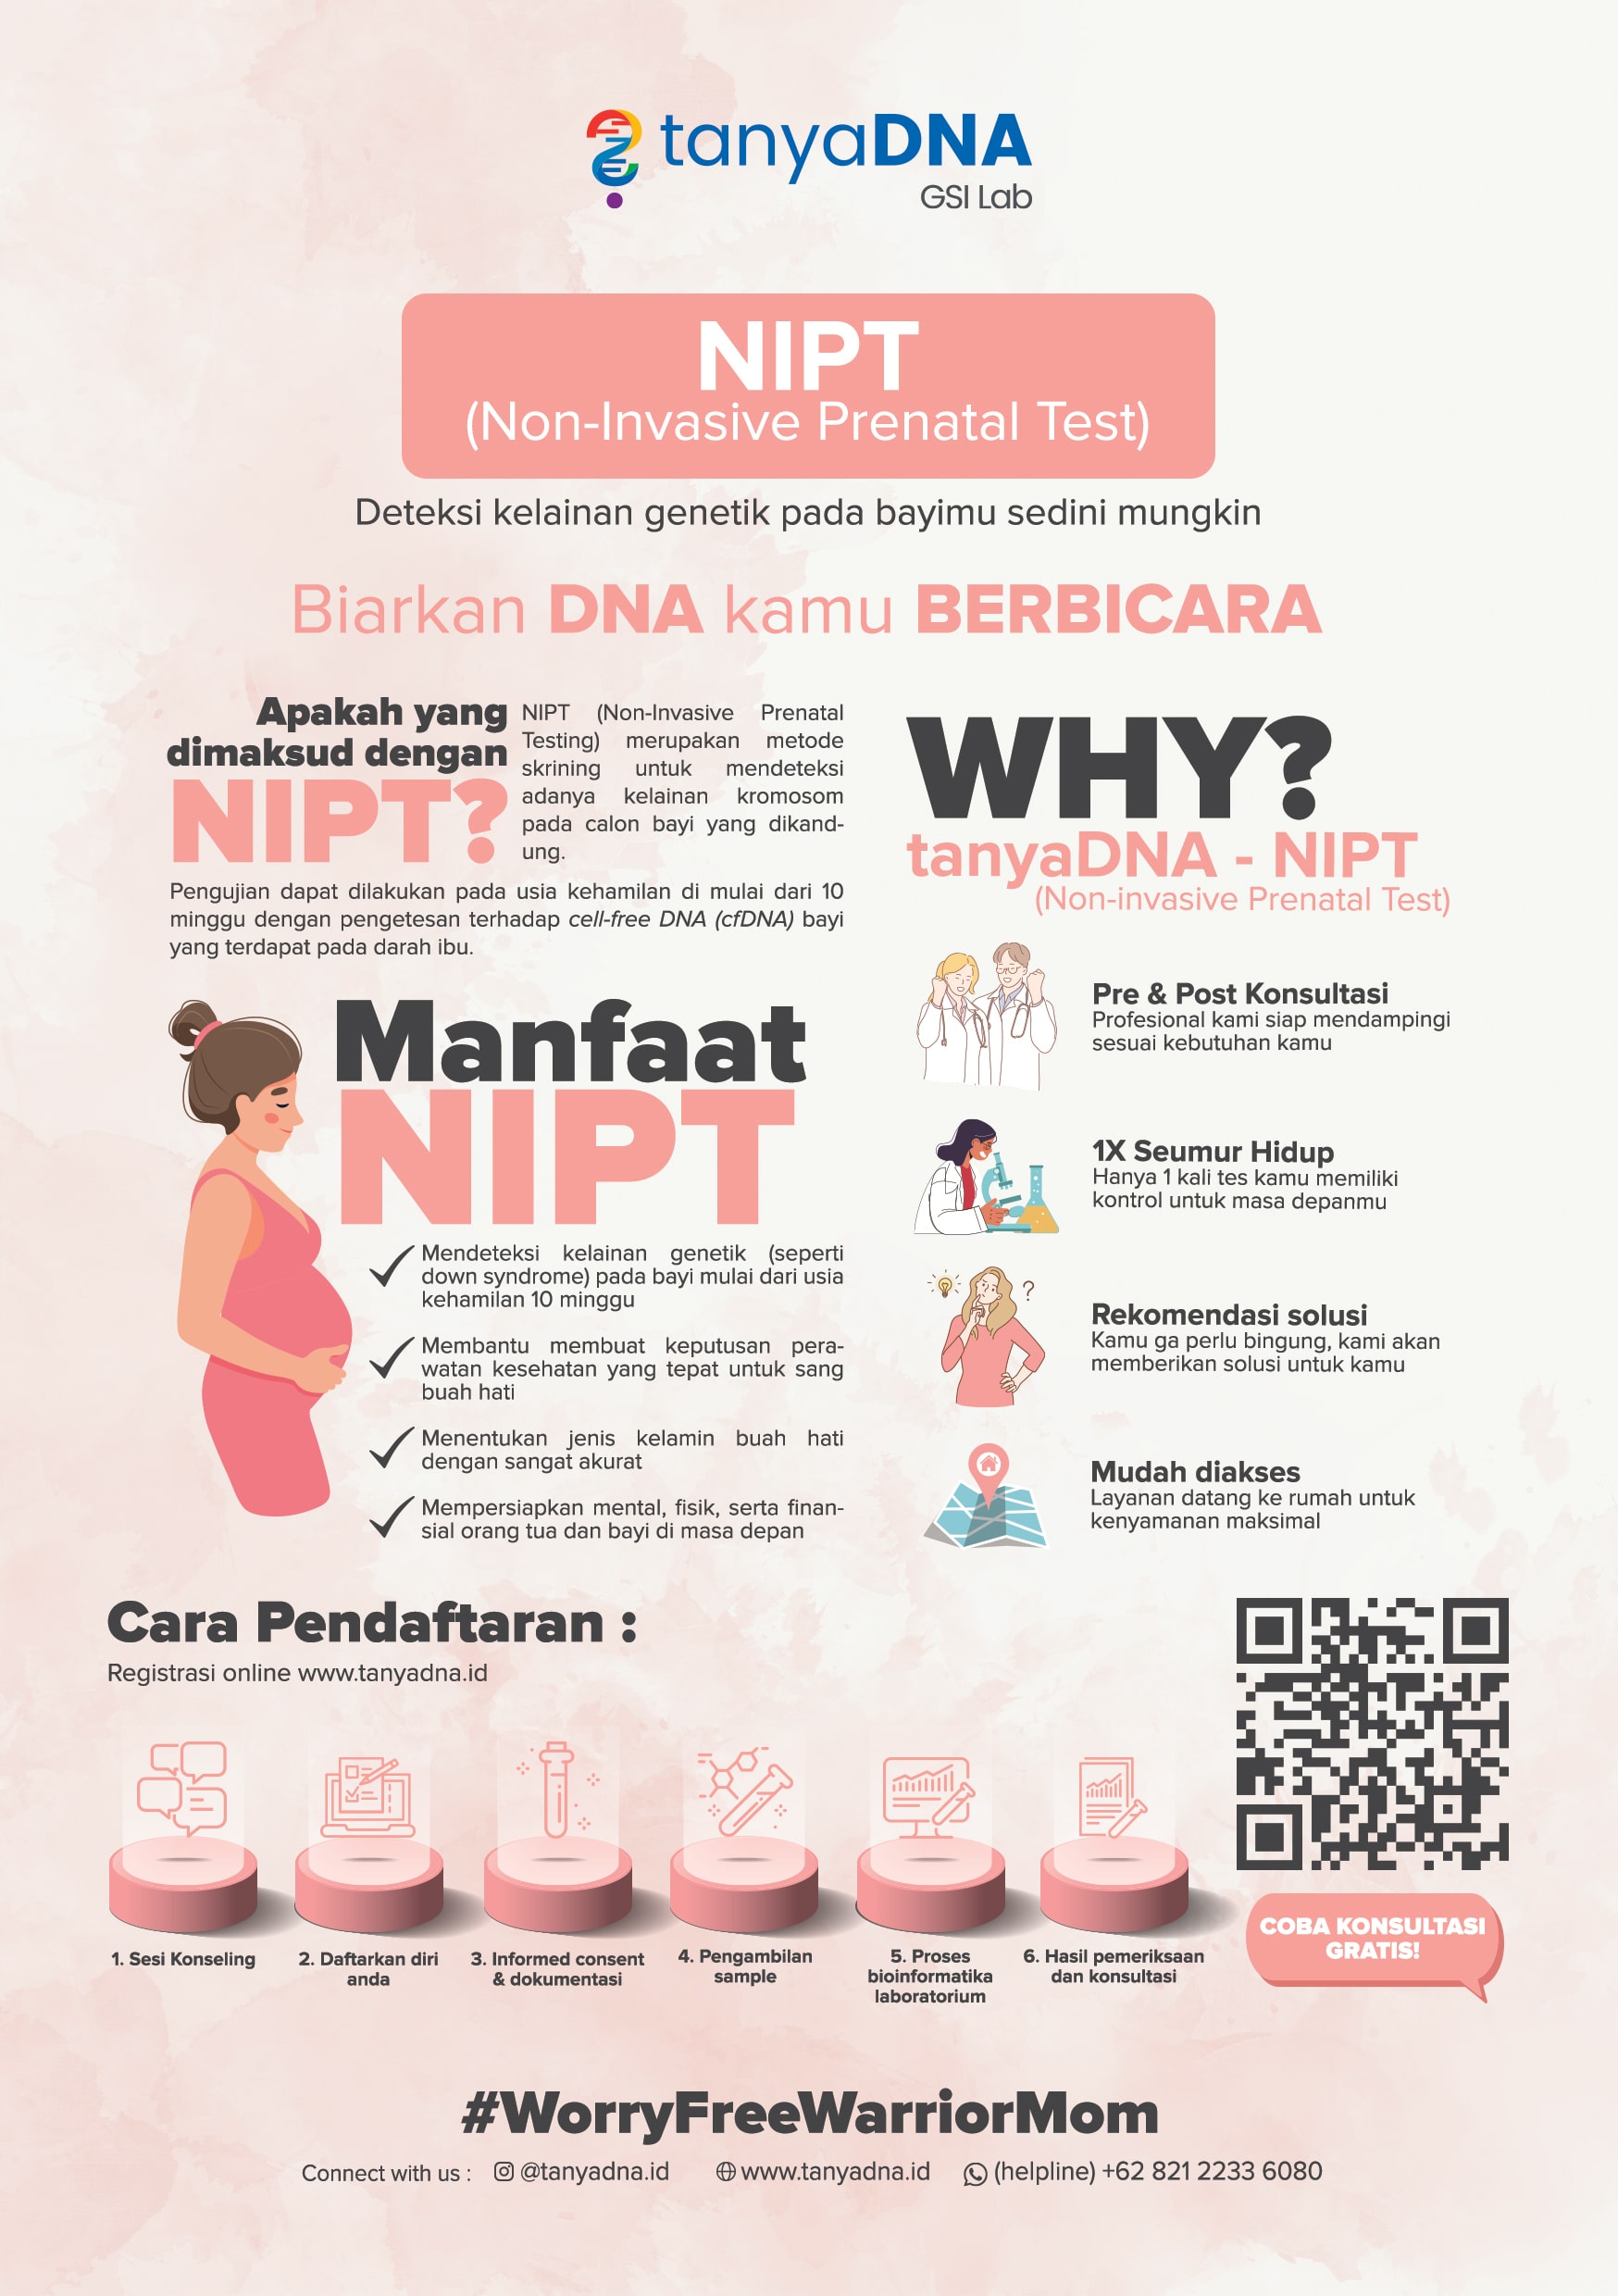 tanyaDNA
GSI Lab
NIPT
(Non-Invasive Prenatal Test)
Deteksi kelainan genetik pada bayimu sedini mungkin
Biarkan DNA kamu BERBICARA
Apakah yang
dimaksud dengan
NIPT?
NIPT (Non-Invasive Prenatal
Testing) merupakan metode
skrining untuk mendeteksi
adanya kelainan kromosom
pada calon bayi yang dikand-
ung.
Pengujian dapat dilakukan pada usia kehamilan di mulai dari 10
minggu dengan pengetesan terhadap cell-free DNA (cfDNA) bayi
yang terdapat pada darah ibu.
Manfaat
NIPT
Mendeteksi kelainan genetik (seperti
down syndrome) pada bayi mulai dari usia
kehamilan 10 minggu
Membantu membuat keputusan pera-
watan kesehatan yang tepat untuk sang
buah hati
Menentukan jenis kelamin buah hati
dengan sangat akurat
Mempersiapkan mental, fisik, serta finan-
sial orang tua dan bayi di masa depan
WHY?
tanyaDNA - NIPT
(Non-invasive Prenatal Test)
Pre & Post Konsultasi
Profesional kami siap mendampingi
sesuai kebutuhan kamu
1X Seumur Hidup
Hanya 1 kali tes kamu memiliki
kontrol untuk masa depanmu
?
Rekomendasi solusi
Kamu ga perlu bingung, kami akan
memberikan solusi untuk kamu
Mudah diakses
Layanan datang ke rumah untuk
kenyamanan maksimal
Cara Pendaftaran :
Registrasi online www.tanyadna.id
1. Sesi Konseling
2. Daftarkan diri
anda
3. Informed consent
& dokumentasi
4. Pengambilan
sample
5. Proses
bioinformatika
laboratorium
6. Hasil pemeriksaan
dan konsultasi
COBA KONSULTASI
GRATIS!
#WorryFreeWarriorMom
Connect with us : @tanyadna.id www.tanyadna.id (helpline) +62 821 2233 6080